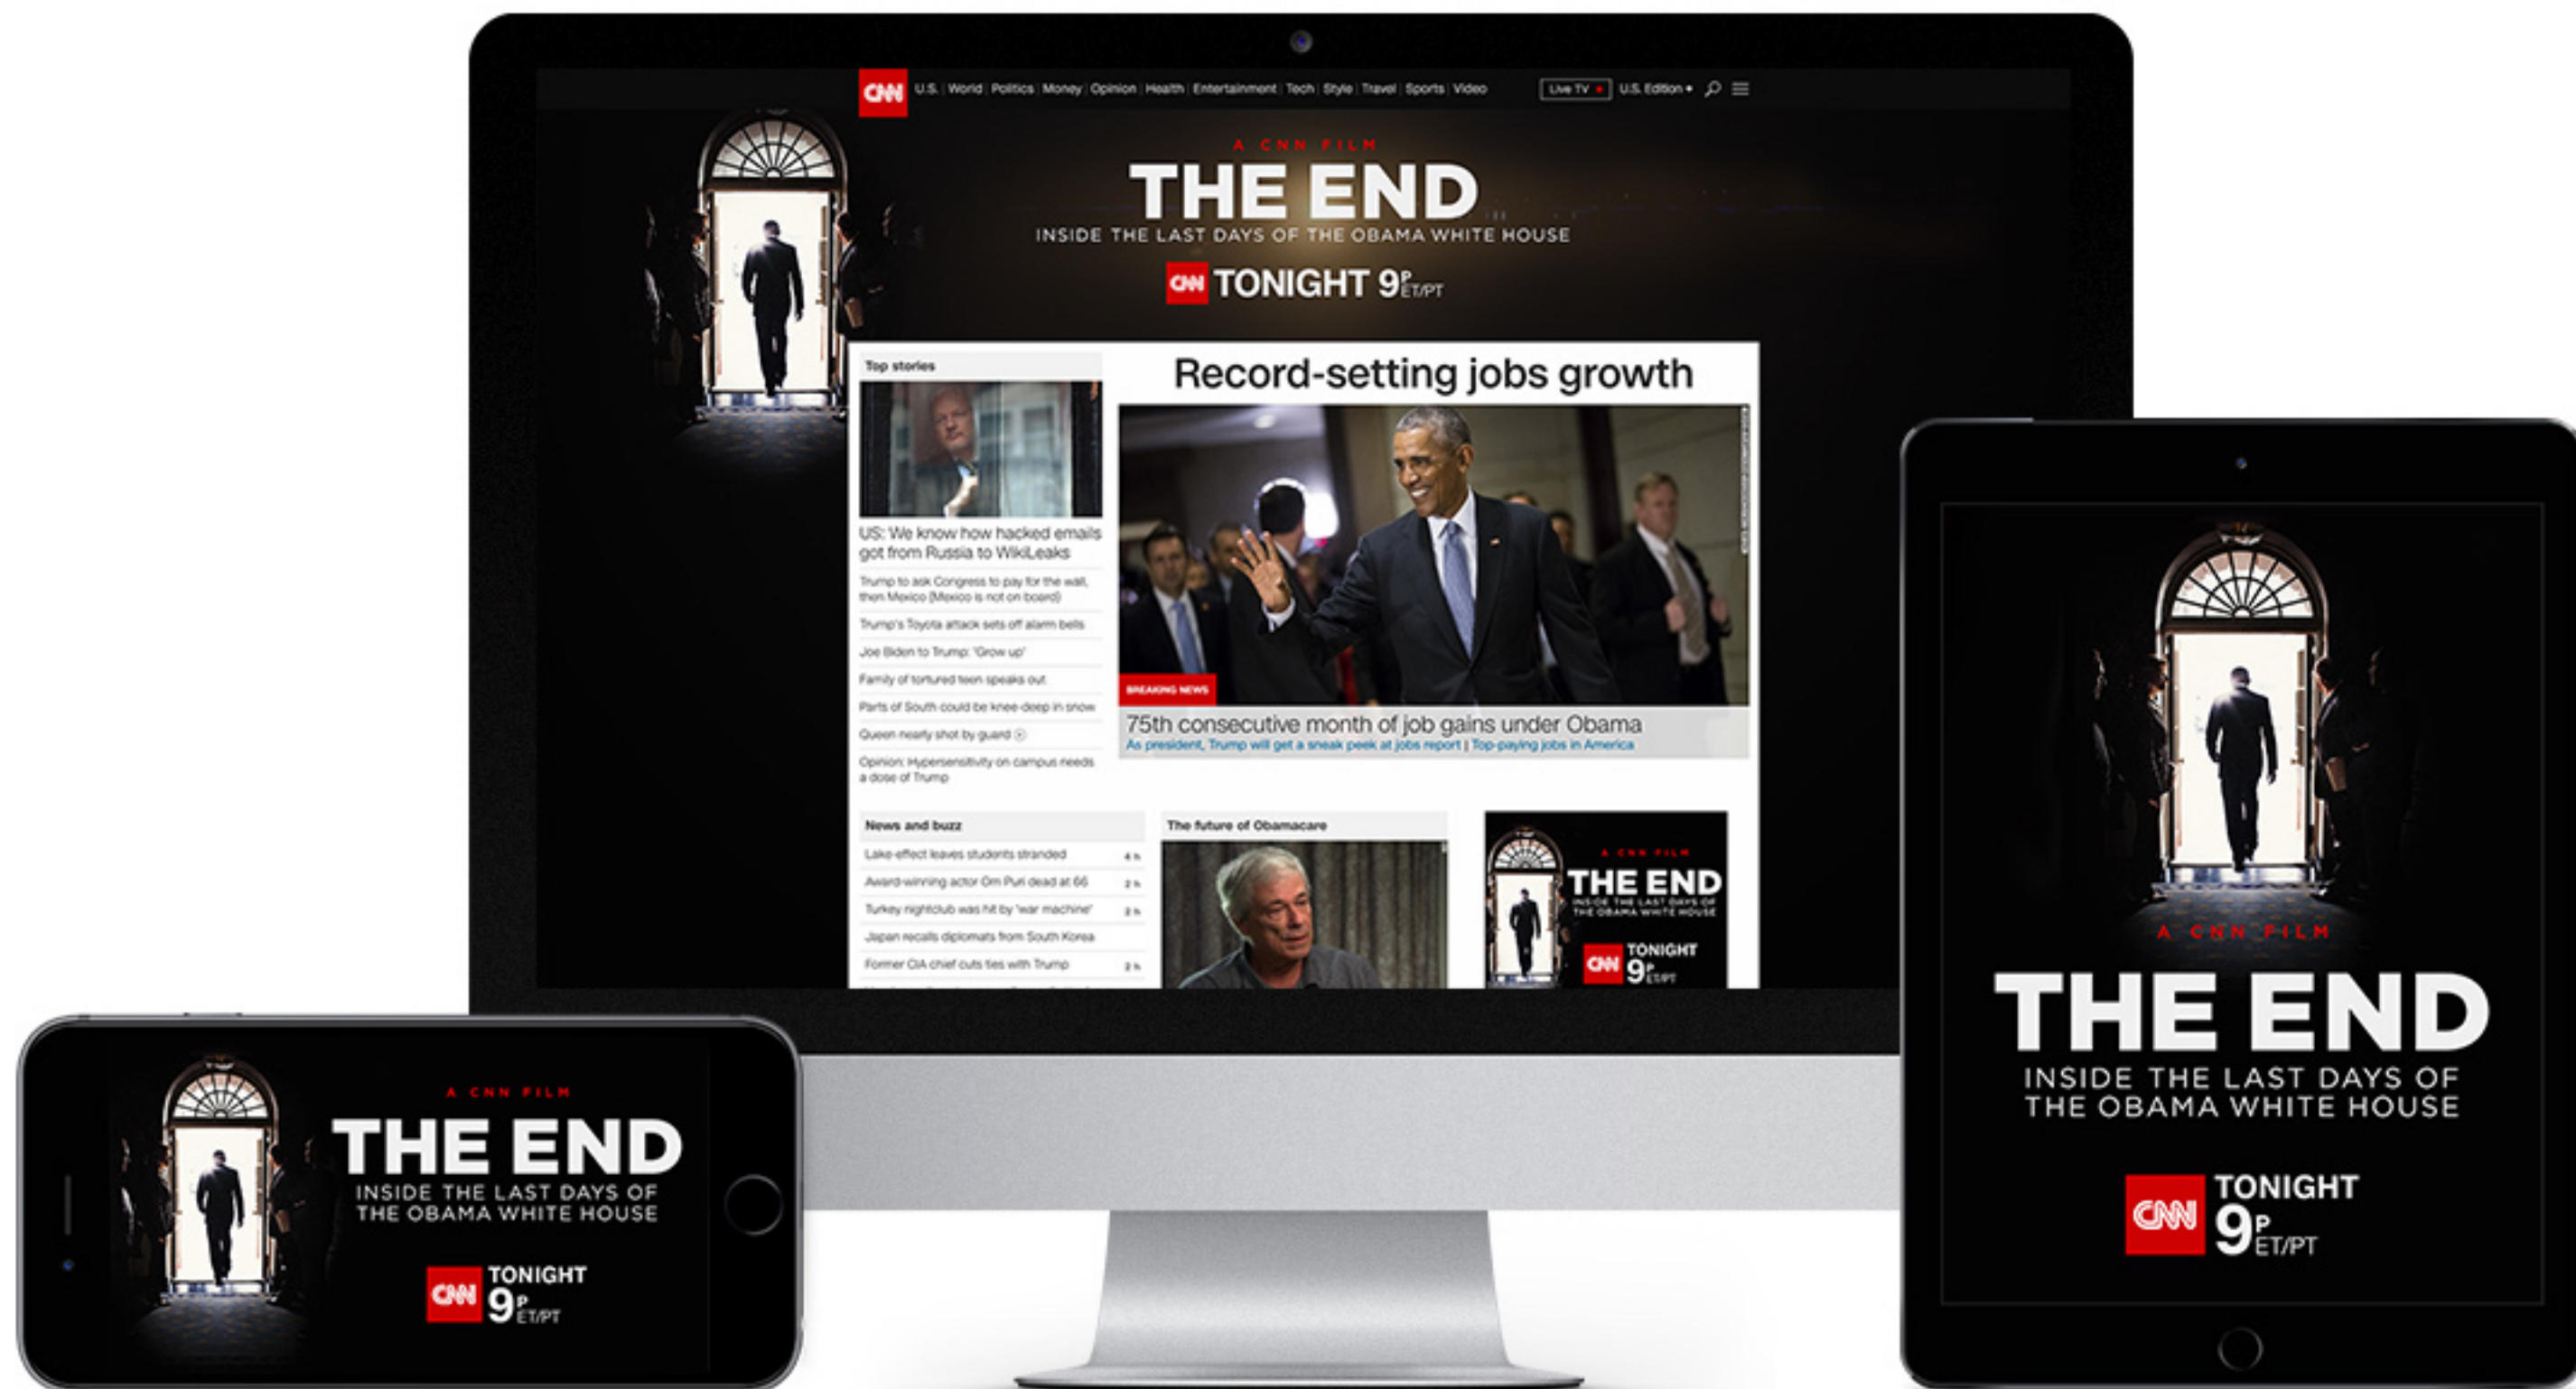 CNN
U.S. World Politics Money Opinion Health Entertainment Tech Style Travel Sports Video
Live TV
U.S. Edition
A CNN FILM
THE END
INSIDE THE LAST DAYS OF THE OBAMA WHITE HOUSE
CNN TONIGHT 9P ET/PT
Top stories
US: We know how hacked emails
got from Russia to WikiLeaks
Trump to ask Congress to pay for the wall,
then Mexico (Mexico is not on board)
Trump's Toyota attack sets off alarm bells
Joe Biden to Trump: 'Grow up'
Family of tortured teen speaks out
Parts of South could be knee-deep in snow
Queen nearly shot by guard
Opinion: Hypersensitivity on campus needs
a dose of Trump
Record-setting jobs growth
BREAKING NEWS
75th consecutive month of job gains under Obama
As president, Trump will get a sneak peek at jobs report | Top-paying jobs in America
News and buzz
Lake-effect leaves students stranded 4 h
Award-winning actor Om Puri dead at 66 2 h
Turkey nightclub was hit by 'war machine' 2 h
Japan recalls diplomats from South Korea
Former CIA chief cuts ties with Trump 2 h
The future of Obamacare
A CNN FILM
THE END
INSIDE THE LAST DAYS OF
THE OBAMA WHITE HOUSE
CNN
TONIGHT
9P ET/PT
A CNN FILM
THE END
INSIDE THE LAST DAYS OF
THE OBAMA WHITE HOUSE
CNN
TONIGHT
9P ET/PT
A CNN FILM
THE END
INSIDE THE LAST DAYS OF
THE OBAMA WHITE HOUSE
CNN
TONIGHT
9P ET/PT